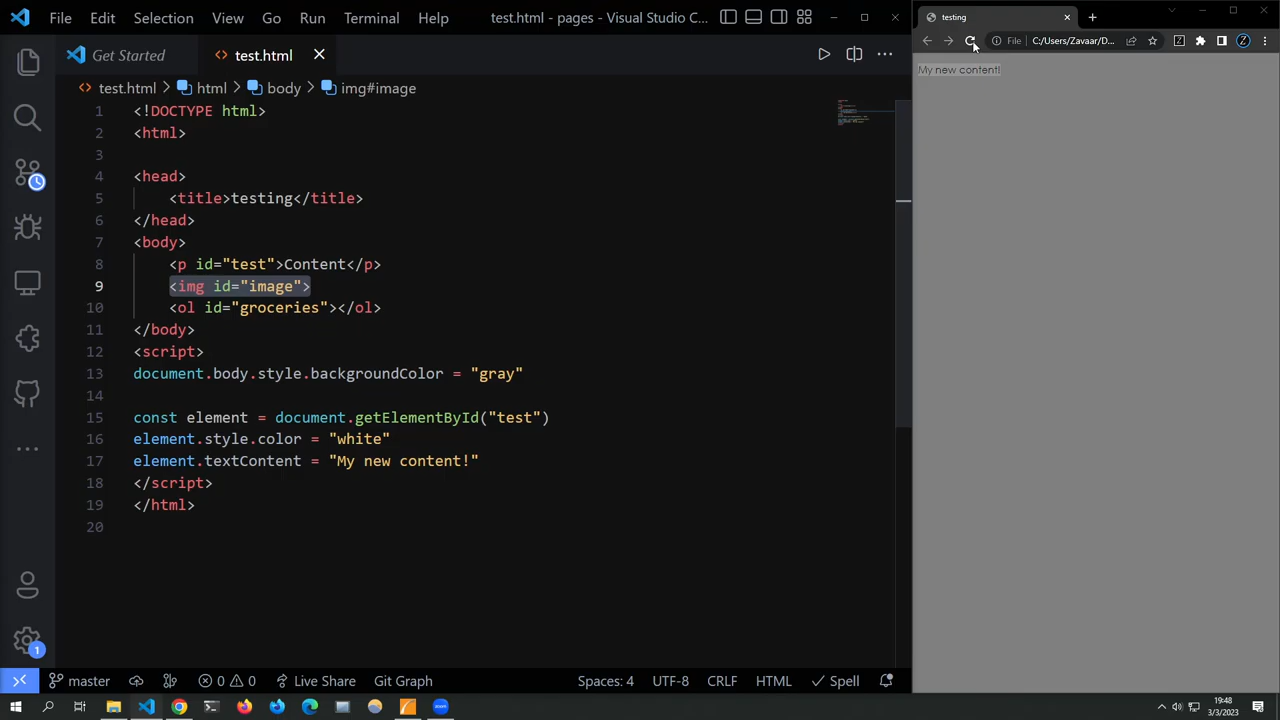 File Edit Selection View Go Run Terminal Help test.html - pages - Visual Studio C...
testing
Get Started test.html
File C:/Users/Zavaar/D...
test.html > html > body > img#image
My new content!
1 <!DOCTYPE html>
2 <html>
3
4 <head>
5 <title>testing</title>
6 </head>
7 <body>
8 <p id="test">Content</p>
9 <img id="image">
10 <ol id="groceries"></ol>
11 </body>
12 <script>
13 document.body.style.backgroundColor = "gray"
14
15 const element = document.getElementById("test")
16 element.style.color = "white"
17 element.textContent = "My new content!"
18 </script>
19 </html>
20
1
master 0 0 Live Share Git Graph Spaces: 4 UTF-8 CRLF HTML Spell
zoom
19:48
3/3/2023